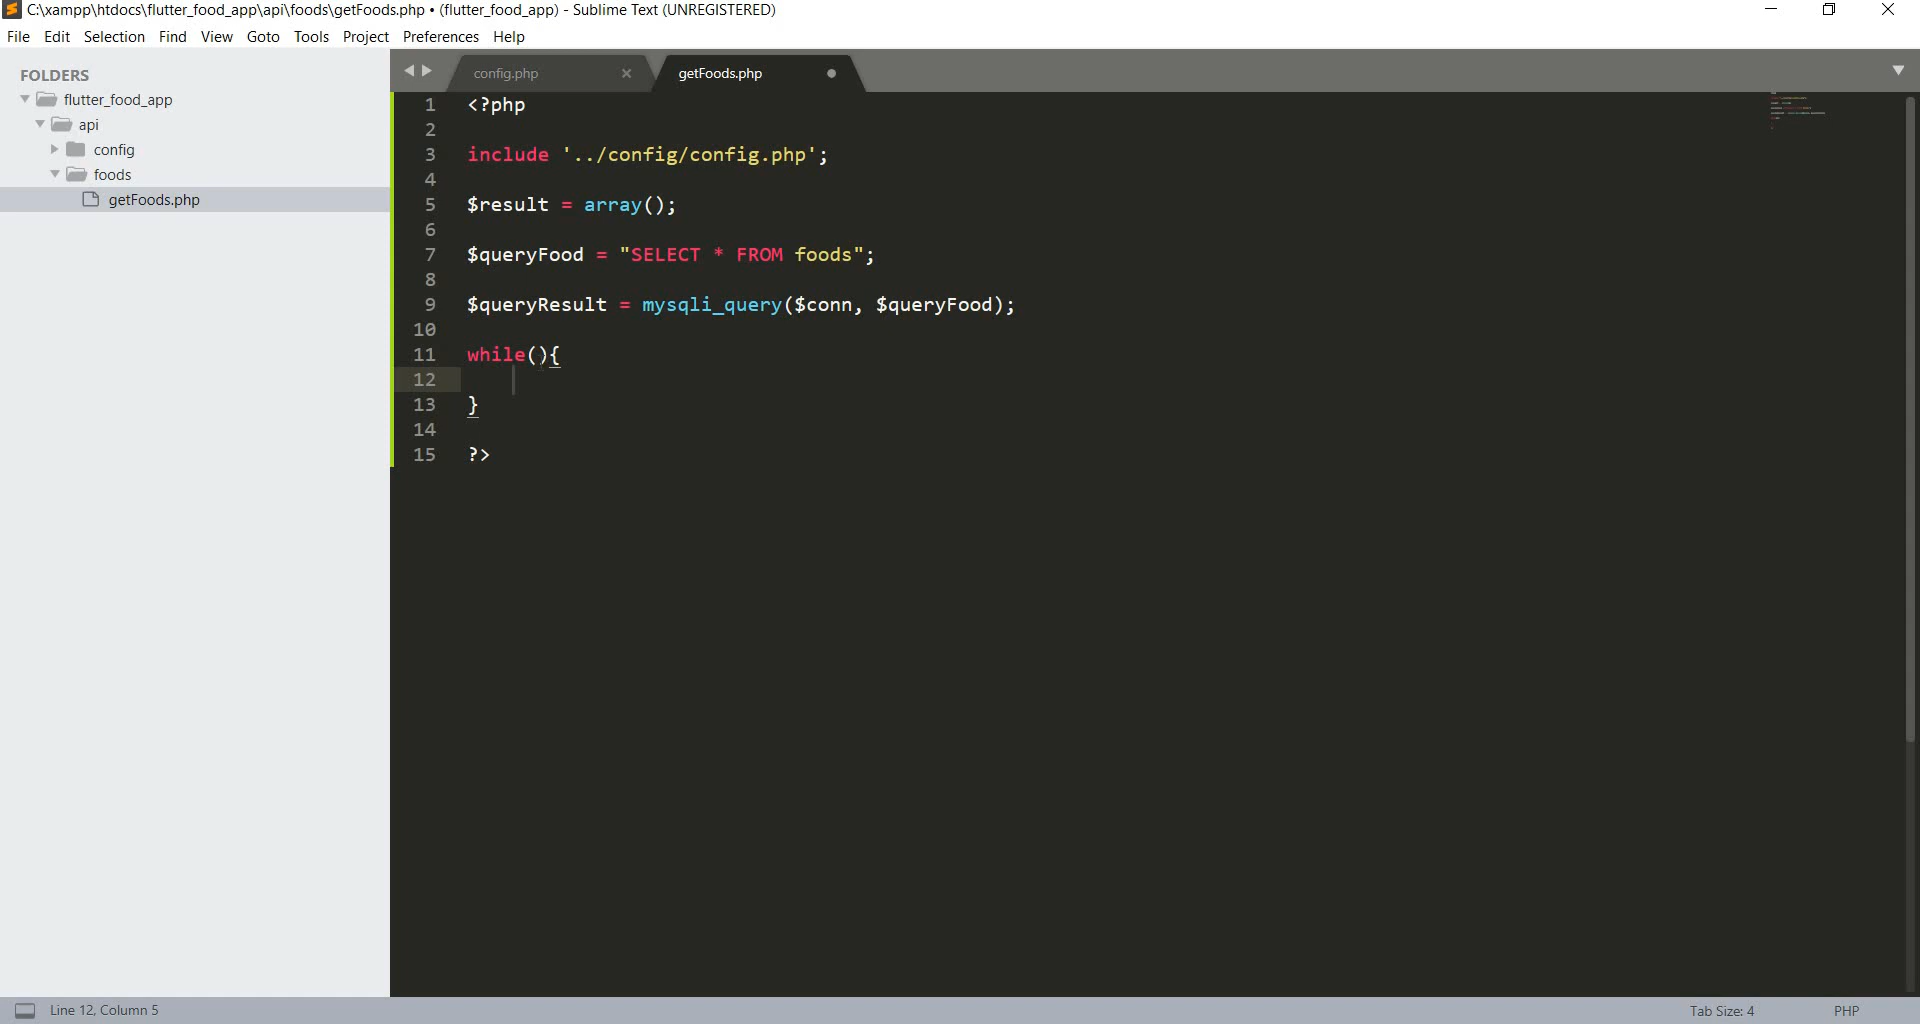 C:\xampp\htdocs\flutter_food_app\api\foods\getFoods.php • (flutter_food_app) - Sublime Text (UNREGISTERED)
File Edit Selection Find View Goto Tools Project Preferences Help
FOLDERS
flutter_food_app
api
config
foods
getFoods.php
config.php
getFoods.php
1 <?php
2
3 include '../config/config.php';
4
5 $result = array();
6
7 $queryFood = "SELECT * FROM foods";
8
9 $queryResult = mysqli_query($conn, $queryFood);
10
11 while(){
12
13 }
14
15 ?>
Line 12, Column 5
Tab Size: 4
PHP